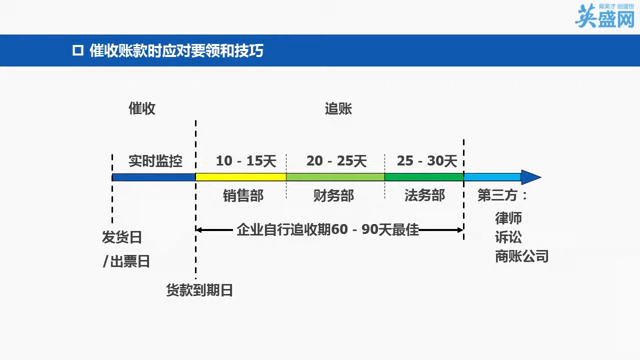 英盛网
口 催收账款时应对要领和技巧
催收
追账
实时监控
10－15天
20－25天
25－30天
销售部
财务部
法务部
第三方：
律师
诉讼
商账公司
企业自行追收期60－90天最佳
发货日
/出票日
货款到期日